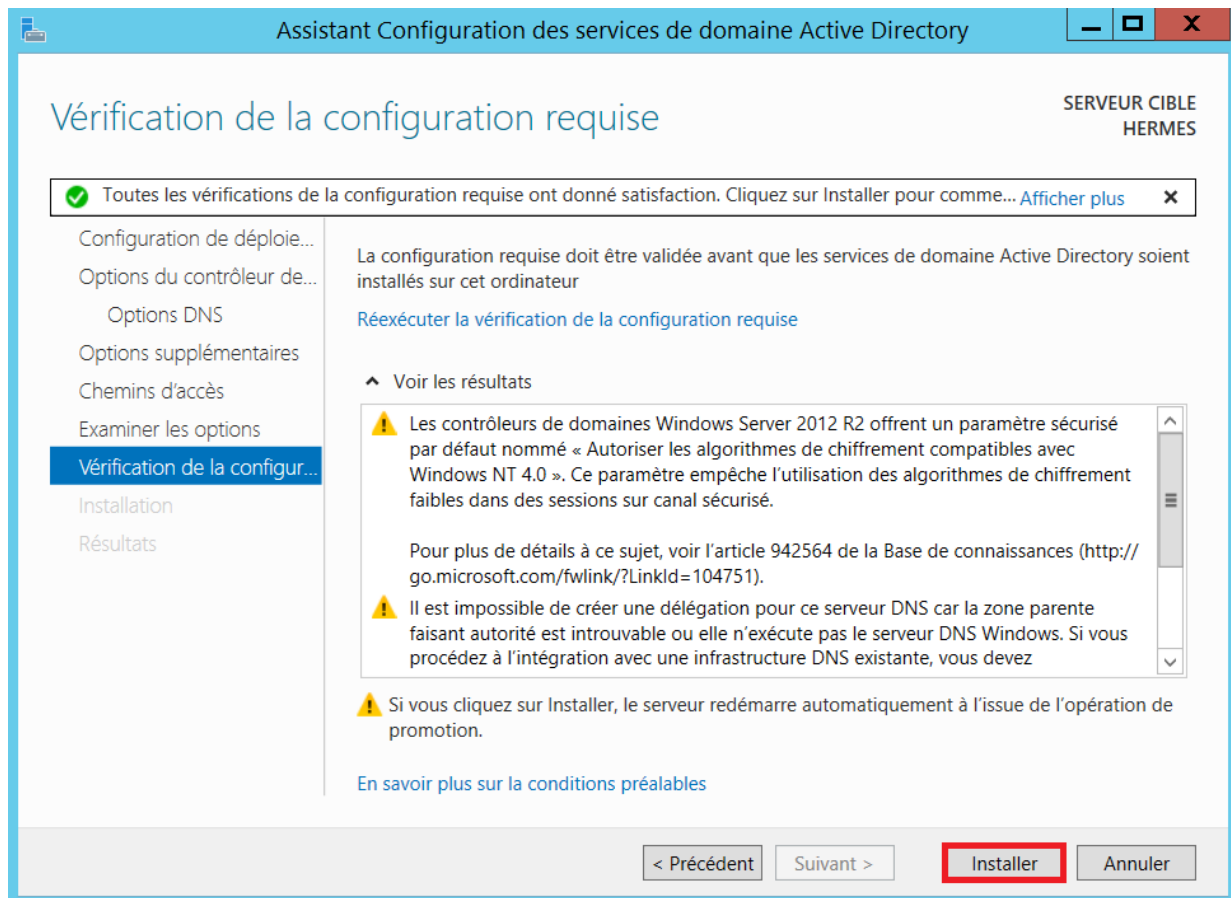 Assistant Configuration des services de domaine Active Directory
Vérification de la configuration requise
SERVEUR CIBLE
HERMES
Toutes les vérifications de la configuration requise ont donné satisfaction. Cliquez sur Installer pour comme... Afficher plus
Configuration de déploie...
Options du contrôleur de...
Options DNS
Options supplémentaires
Chemins d'accès
Examiner les options
Vérification de la configur...
Installation
Résultats
La configuration requise doit être validée avant que les services de domaine Active Directory soient
installés sur cet ordinateur
Réexécuter la vérification de la configuration requise
Voir les résultats
Les contrôleurs de domaines Windows Server 2012 R2 offrent un paramètre sécurisé
par défaut nommé « Autoriser les algorithmes de chiffrement compatibles avec
Windows NT 4.0 ». Ce paramètre empêche l'utilisation des algorithmes de chiffrement
faibles dans des sessions sur canal sécurisé.
Pour plus de détails à ce sujet, voir l'article 942564 de la Base de connaissances (http://
go.microsoft.com/fwlink/?LinkId=104751).
Il est impossible de créer une délégation pour ce serveur DNS car la zone parente
faisant autorité est introuvable ou elle n'exécute pas le serveur DNS Windows. Si vous
procédez à l'intégration avec une infrastructure DNS existante, vous devez
Si vous cliquez sur Installer, le serveur redémarre automatiquement à l'issue de l'opération de
promotion.
En savoir plus sur la conditions préalables
< Précédent
Suivant >
Installer
Annuler